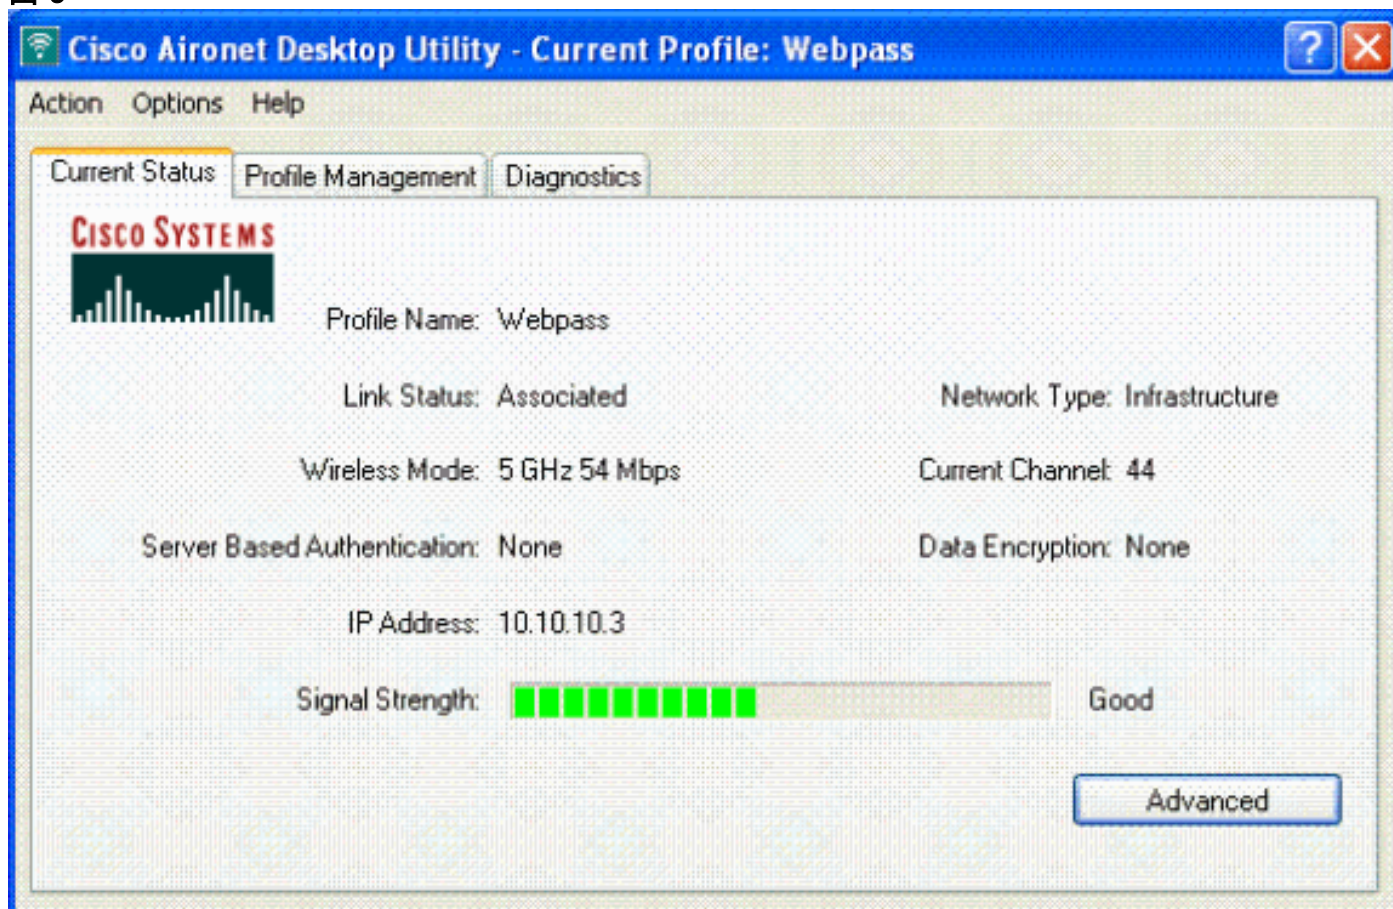 Cisco Aironet Desktop Utility - Current Profile: Webpass
Action Options Help
Current Status Profile Management Diagnostics
CISCO SYSTEMS
Profile Name: Webpass
Link Status: Associated Network Type: Infrastructure
Wireless Mode: 5 GHz 54 Mbps Current Channel: 44
Server Based Authentication: None Data Encryption: None
IP Address: 10.10.10.3
Signal Strength: Good
Advanced